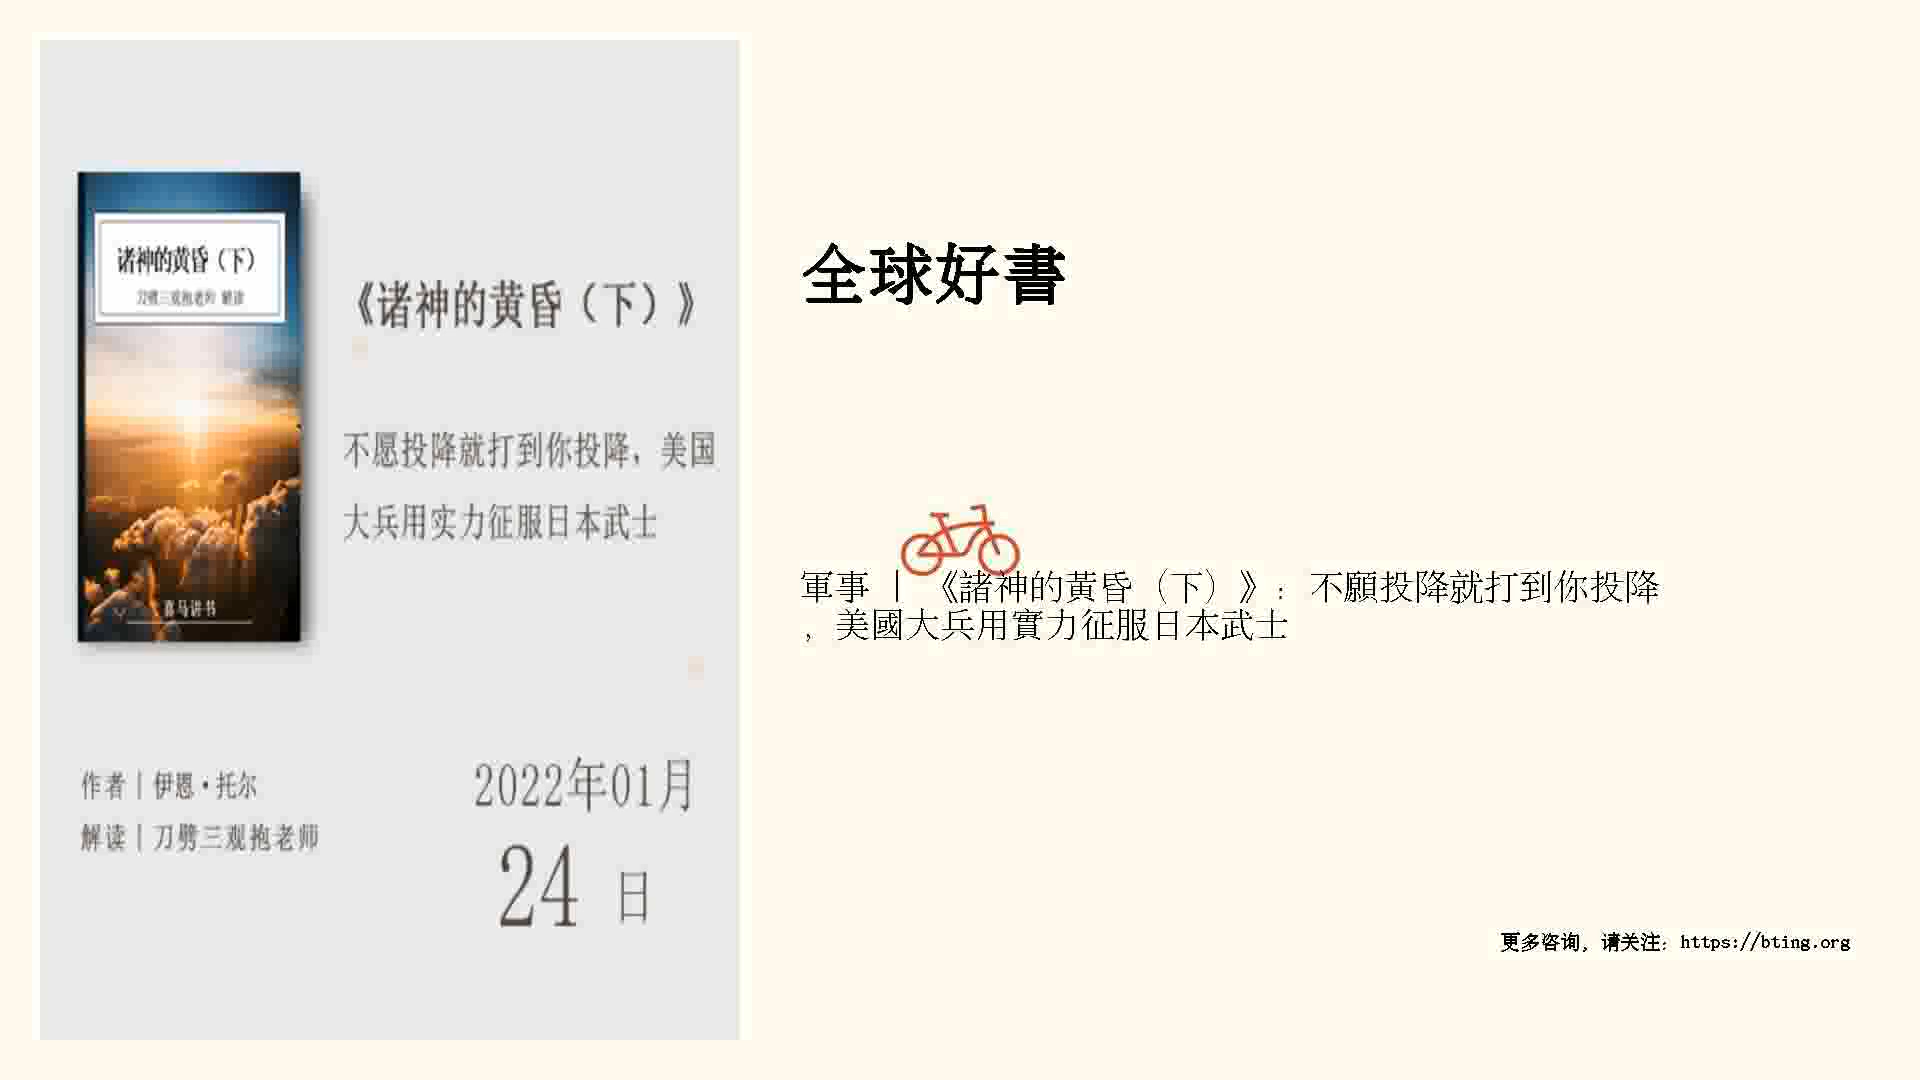 诸神的黄昏（下）
刀劈三观抱老师 解读
喜马讲书
《诸神的黄昏（下）》
不愿投降就打到你投降，美国
大兵用实力征服日本武士
作者｜伊恩·托尔
解读｜刀劈三观抱老师
2022年01月
24 日
全球好書
軍事 | 《諸神的黃昏（下）》：不願投降就打到你投降
，美國大兵用實力征服日本武士
更多咨询，请关注：https://bting.org